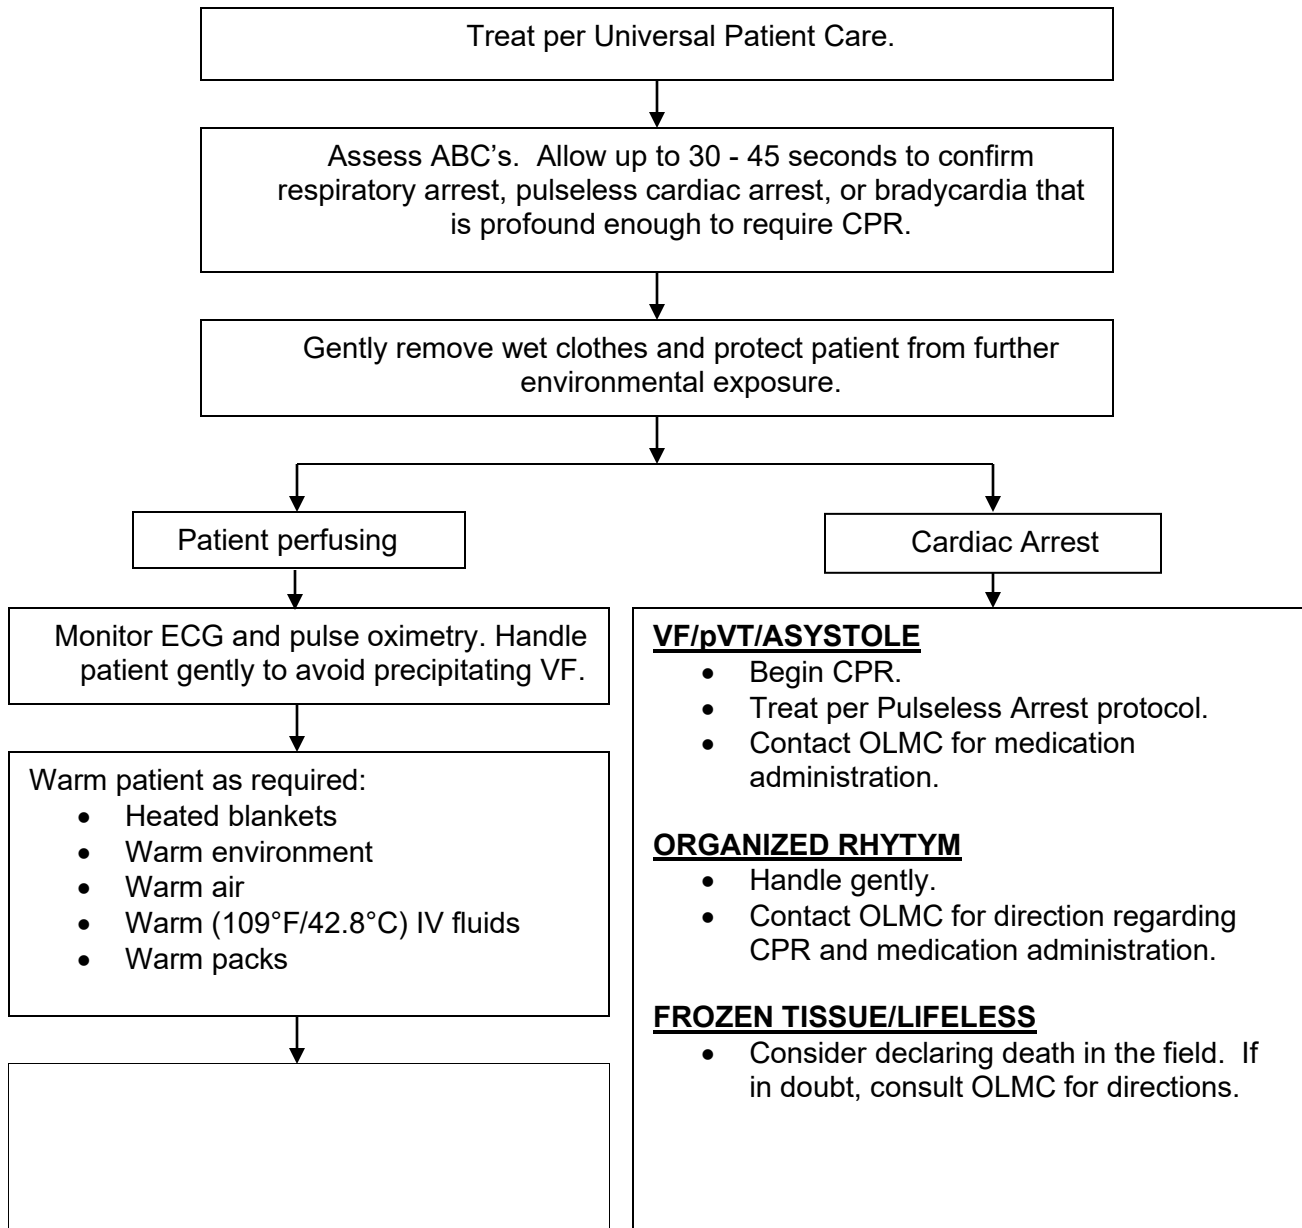 Treat per Universal Patient Care.
Assess ABC’s.  Allow up to 30 - 45 seconds to confirm
respiratory arrest, pulseless cardiac arrest, or bradycardia that
is profound enough to require CPR.
Gently remove wet clothes and protect patient from further
environmental exposure.
Patient perfusing
Monitor ECG and pulse oximetry. Handle
patient gently to avoid precipitating VF.
Warm patient as required:
• Heated blankets
• Warm environment
• Warm air
• Warm (109°F/42.8°C) IV fluids
• Warm packs
Cardiac Arrest
VF/pVT/ASYSTOLE
• Begin CPR.
• Treat per Pulseless Arrest protocol.
• Contact OLMC for medication
administration.
ORGANIZED RHYTYM
• Handle gently.
• Contact OLMC for direction regarding
CPR and medication administration.
FROZEN TISSUE/LIFELESS
• Consider declaring death in the field.  If
in doubt, consult OLMC for directions.